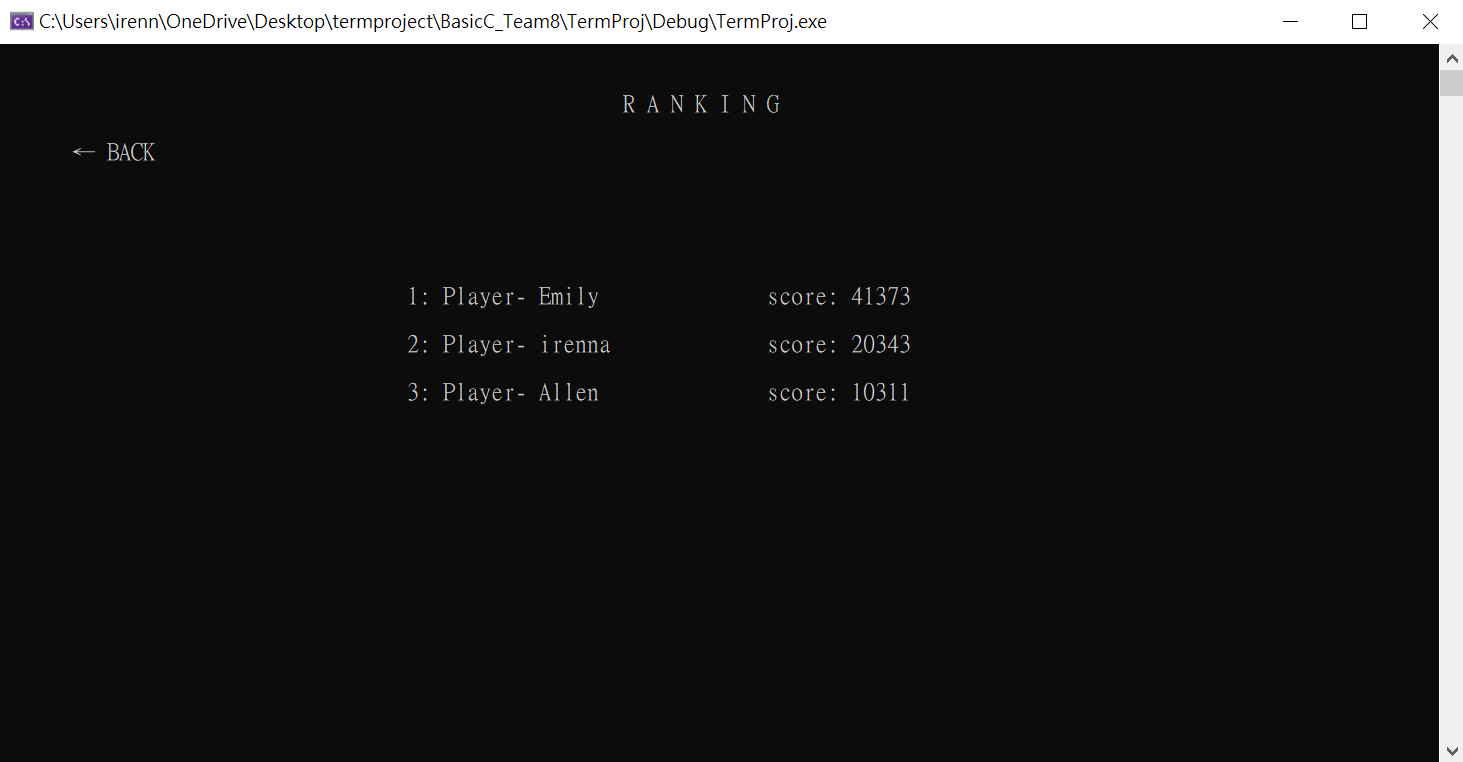 C:\Users\irenn\OneDrive\Desktop\termproject\BasicC_Team8\TermProj\Debug\TermProj.exe
R A N K I N G
← BACK
1: Player- Emily score: 41373
2: Player- irenna score: 20343
3: Player- Allen score: 10311